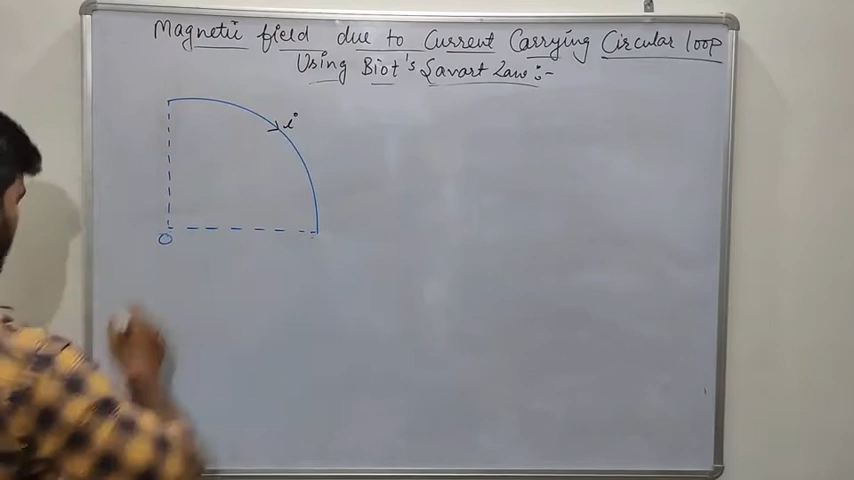 Magnetic field due to Current Carrying Circular loop
Using Biot's Savart Law :-
i
O